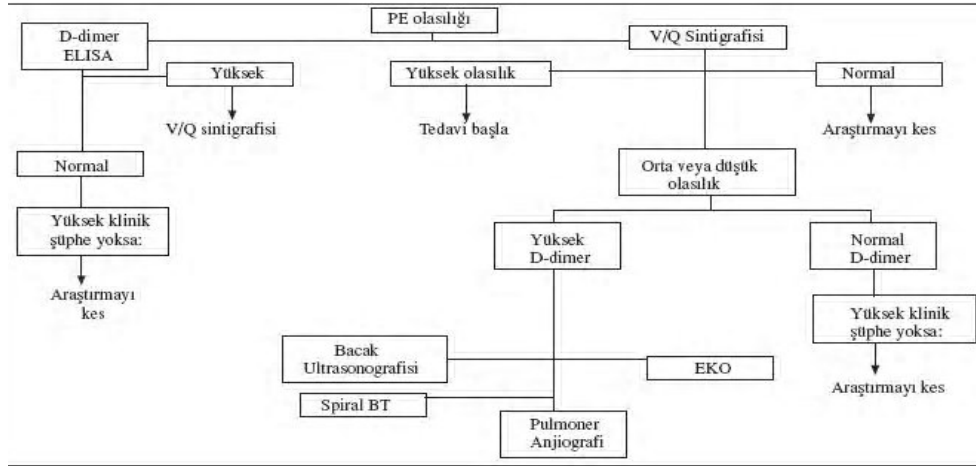 PE olasılığı
D-dimer
ELISA
V/Q Sintigrafisi
Yüksek
Yüksek olasılık
Normal
V/Q sintigrafisi
Tedavi başla
Araştırmayı kes
Normal
Orta veya düşük
olasılık
Yüksek klinik
şüphe yoksa:
Yüksek
D-dimer
Normal
D-dimer
Araştırmayı
kes
Yüksek klinik
şüphe yoksa:
Bacak
Ultrasonografisi
EKO
Araştırmayı kes
Spiral BT
Pulmoner
Anjiografi